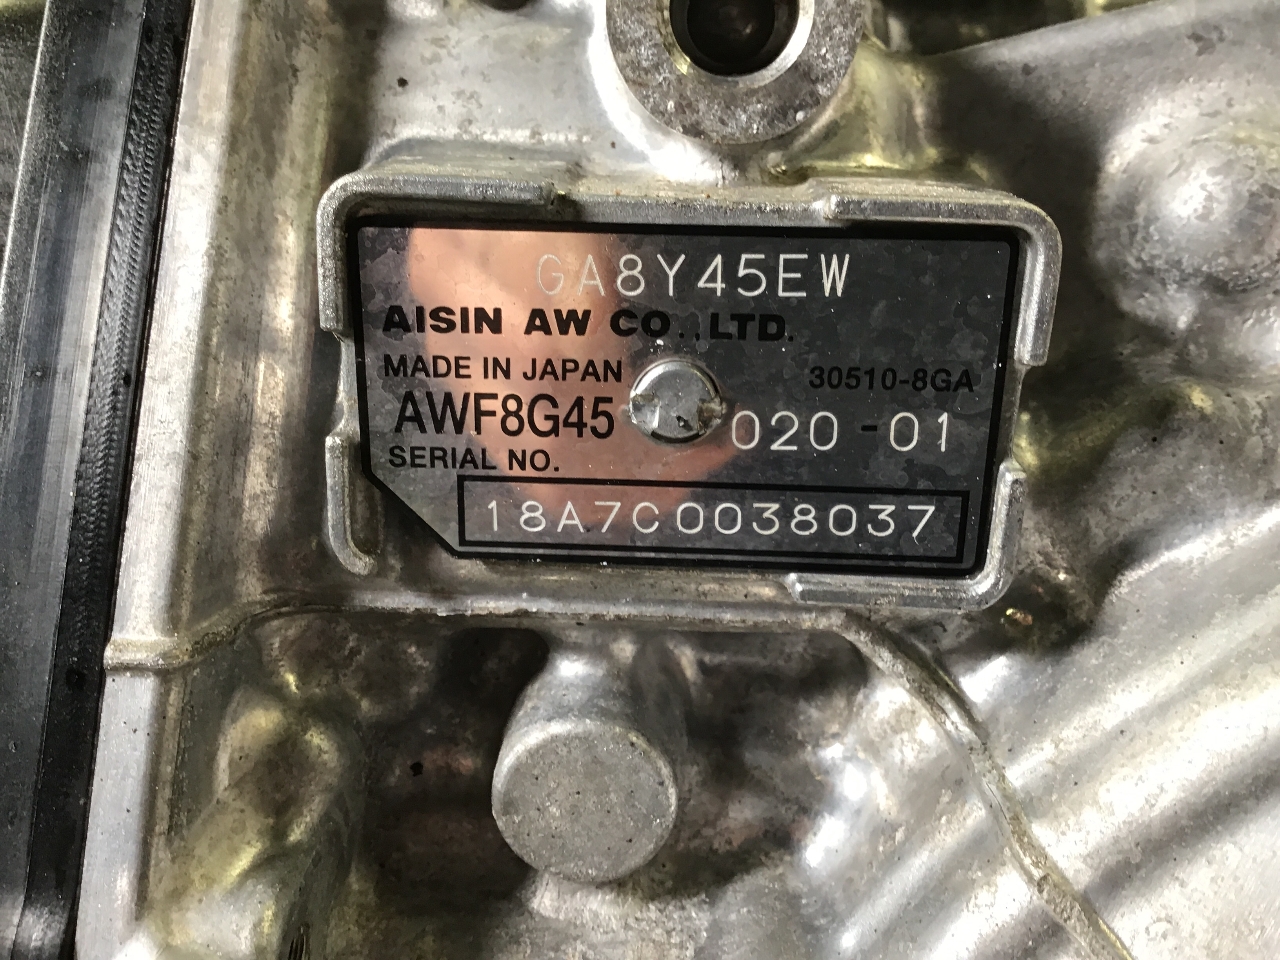 GA8Y45EW
AISIN AW CO.,LTD.
MADE IN JAPAN 30510-8GA
AWF8G45 020-01
SERIAL NO.
18A7C0038037